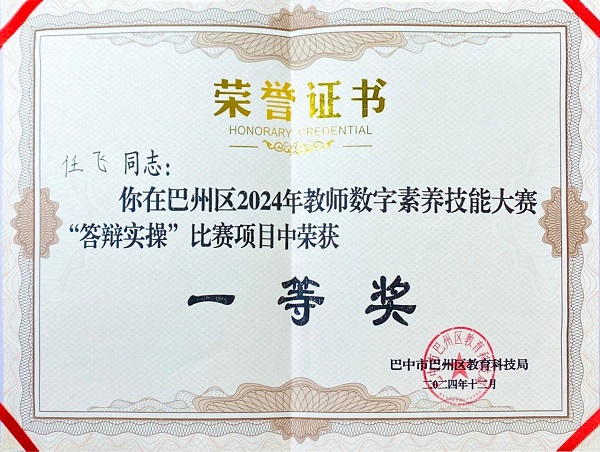 荣誉证书
HONORARY CREDENTIAL
任飞 同志：
你在巴州区2024年教师数字素养技能大赛
“答辩实操”比赛项目中荣获
一等奖
巴中市巴州区教育科技局
二〇二四年十二月